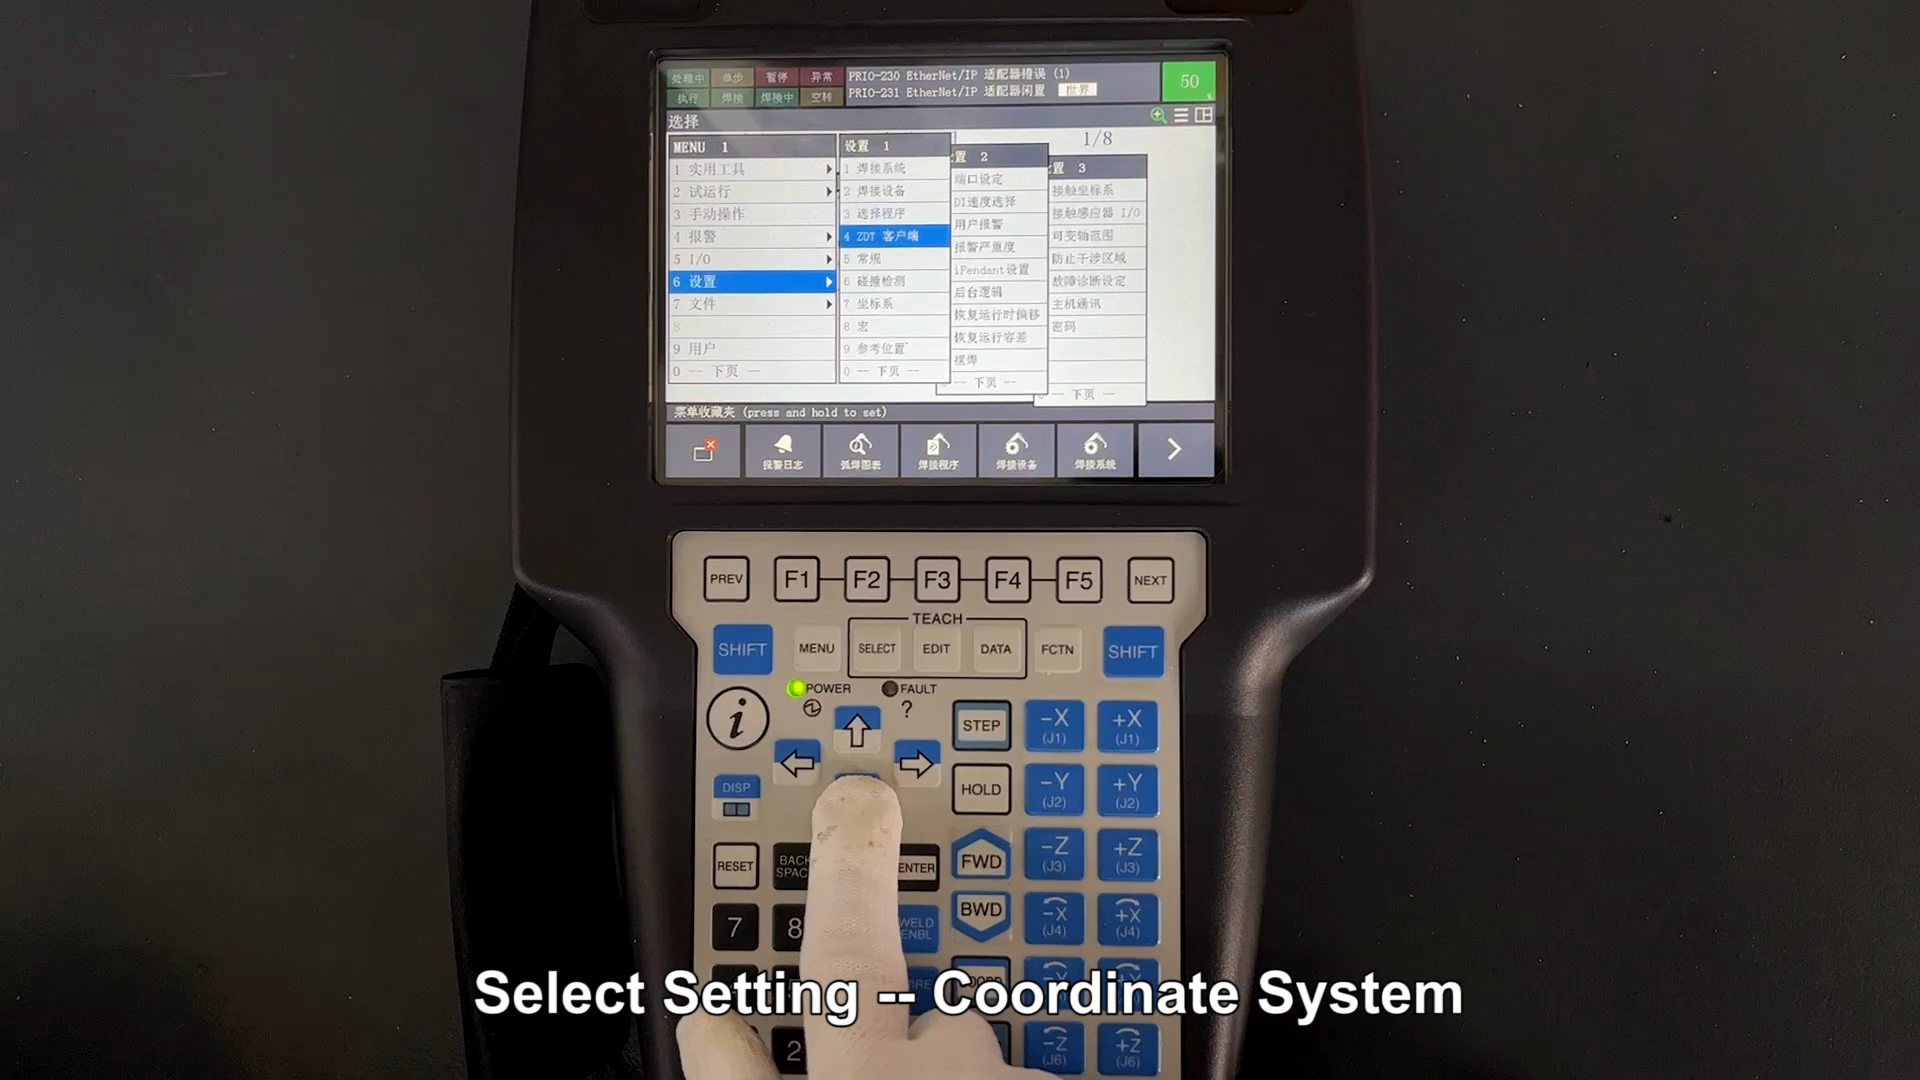 处理中 单步 暂停 异常
执行 焊接 焊接中 空转
PRIO-230 EtherNet/IP 适配器错误 (1)
PRIO-231 EtherNet/IP 适配器闲置 世界
50
%
选择
1/8
MENU 1
1 实用工具
2 试运行
3 手动操作
4 报警
5 I/O
6 设置
7 文件
8
9 用户
0 -- 下页 --
设置 1
1 焊接系统
2 焊接设备
3 选择程序
4 ZDT 客户端
5 常规
6 碰撞检测
7 坐标系
8 宏
9 参考位置
0 -- 下页 --
置 2
端口设定
DI速度选择
用户报警
报警严重度
iPendant设置
后台逻辑
恢复运行时偏移
恢复运行容差
摆焊
-- 下页 --
置 3
接触坐标系
接触感应器 I/O
可变轴范围
防止干涉区域
故障诊断设定
主机通讯
密码
-- 下页 --
菜单收藏夹 (press and hold to set)
报警日志
弧焊图表
焊接程序
焊接设备
焊接系统
PREV F1 F2 F3 F4 F5 NEXT
TEACH
SHIFT MENU SELECT EDIT DATA FCTN SHIFT
POWER FAULT
i ? STEP -X (J1) +X (J1)
DISP HOLD -Y (J2) +Y (J2)
RESET BACK SPAC ENTER FWD -Z (J3) +Z (J3)
7 8 WELD ENBL BWD -X (J4) +X (J4)
2 -Z (J6) +Z (J6)
Select Setting -- Coordinate System